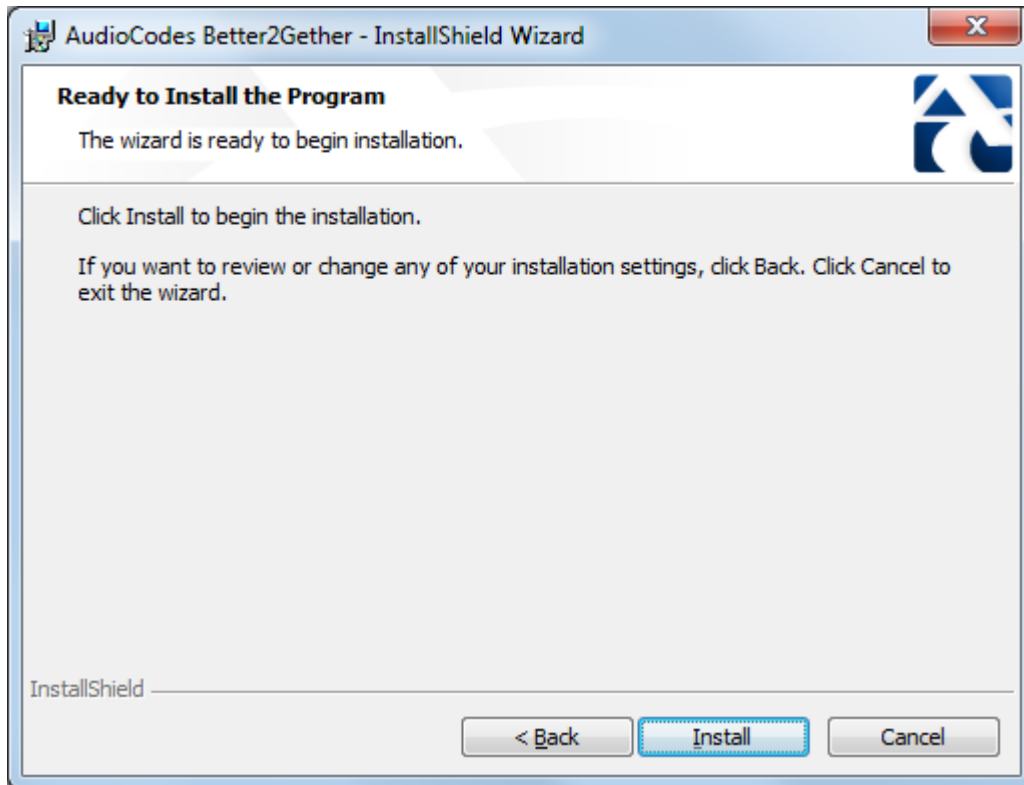 AudioCodes Better2Gether - InstallShield Wizard
Ready to Install the Program
The wizard is ready to begin installation.
Click Install to begin the installation.
If you want to review or change any of your installation settings, click Back. Click Cancel to
exit the wizard.
InstallShield
< Back
Install
Cancel